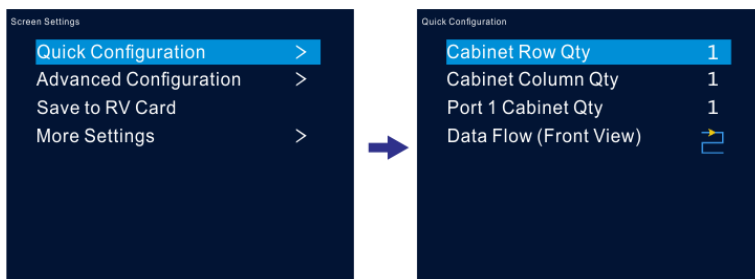 Screen Settings
Quick Configuration >
Advanced Configuration >
Save to RV Card
More Settings >
Quick Configuration
Cabinet Row Qty 1
Cabinet Column Qty 1
Port 1 Cabinet Qty 1
Data Flow (Front View)